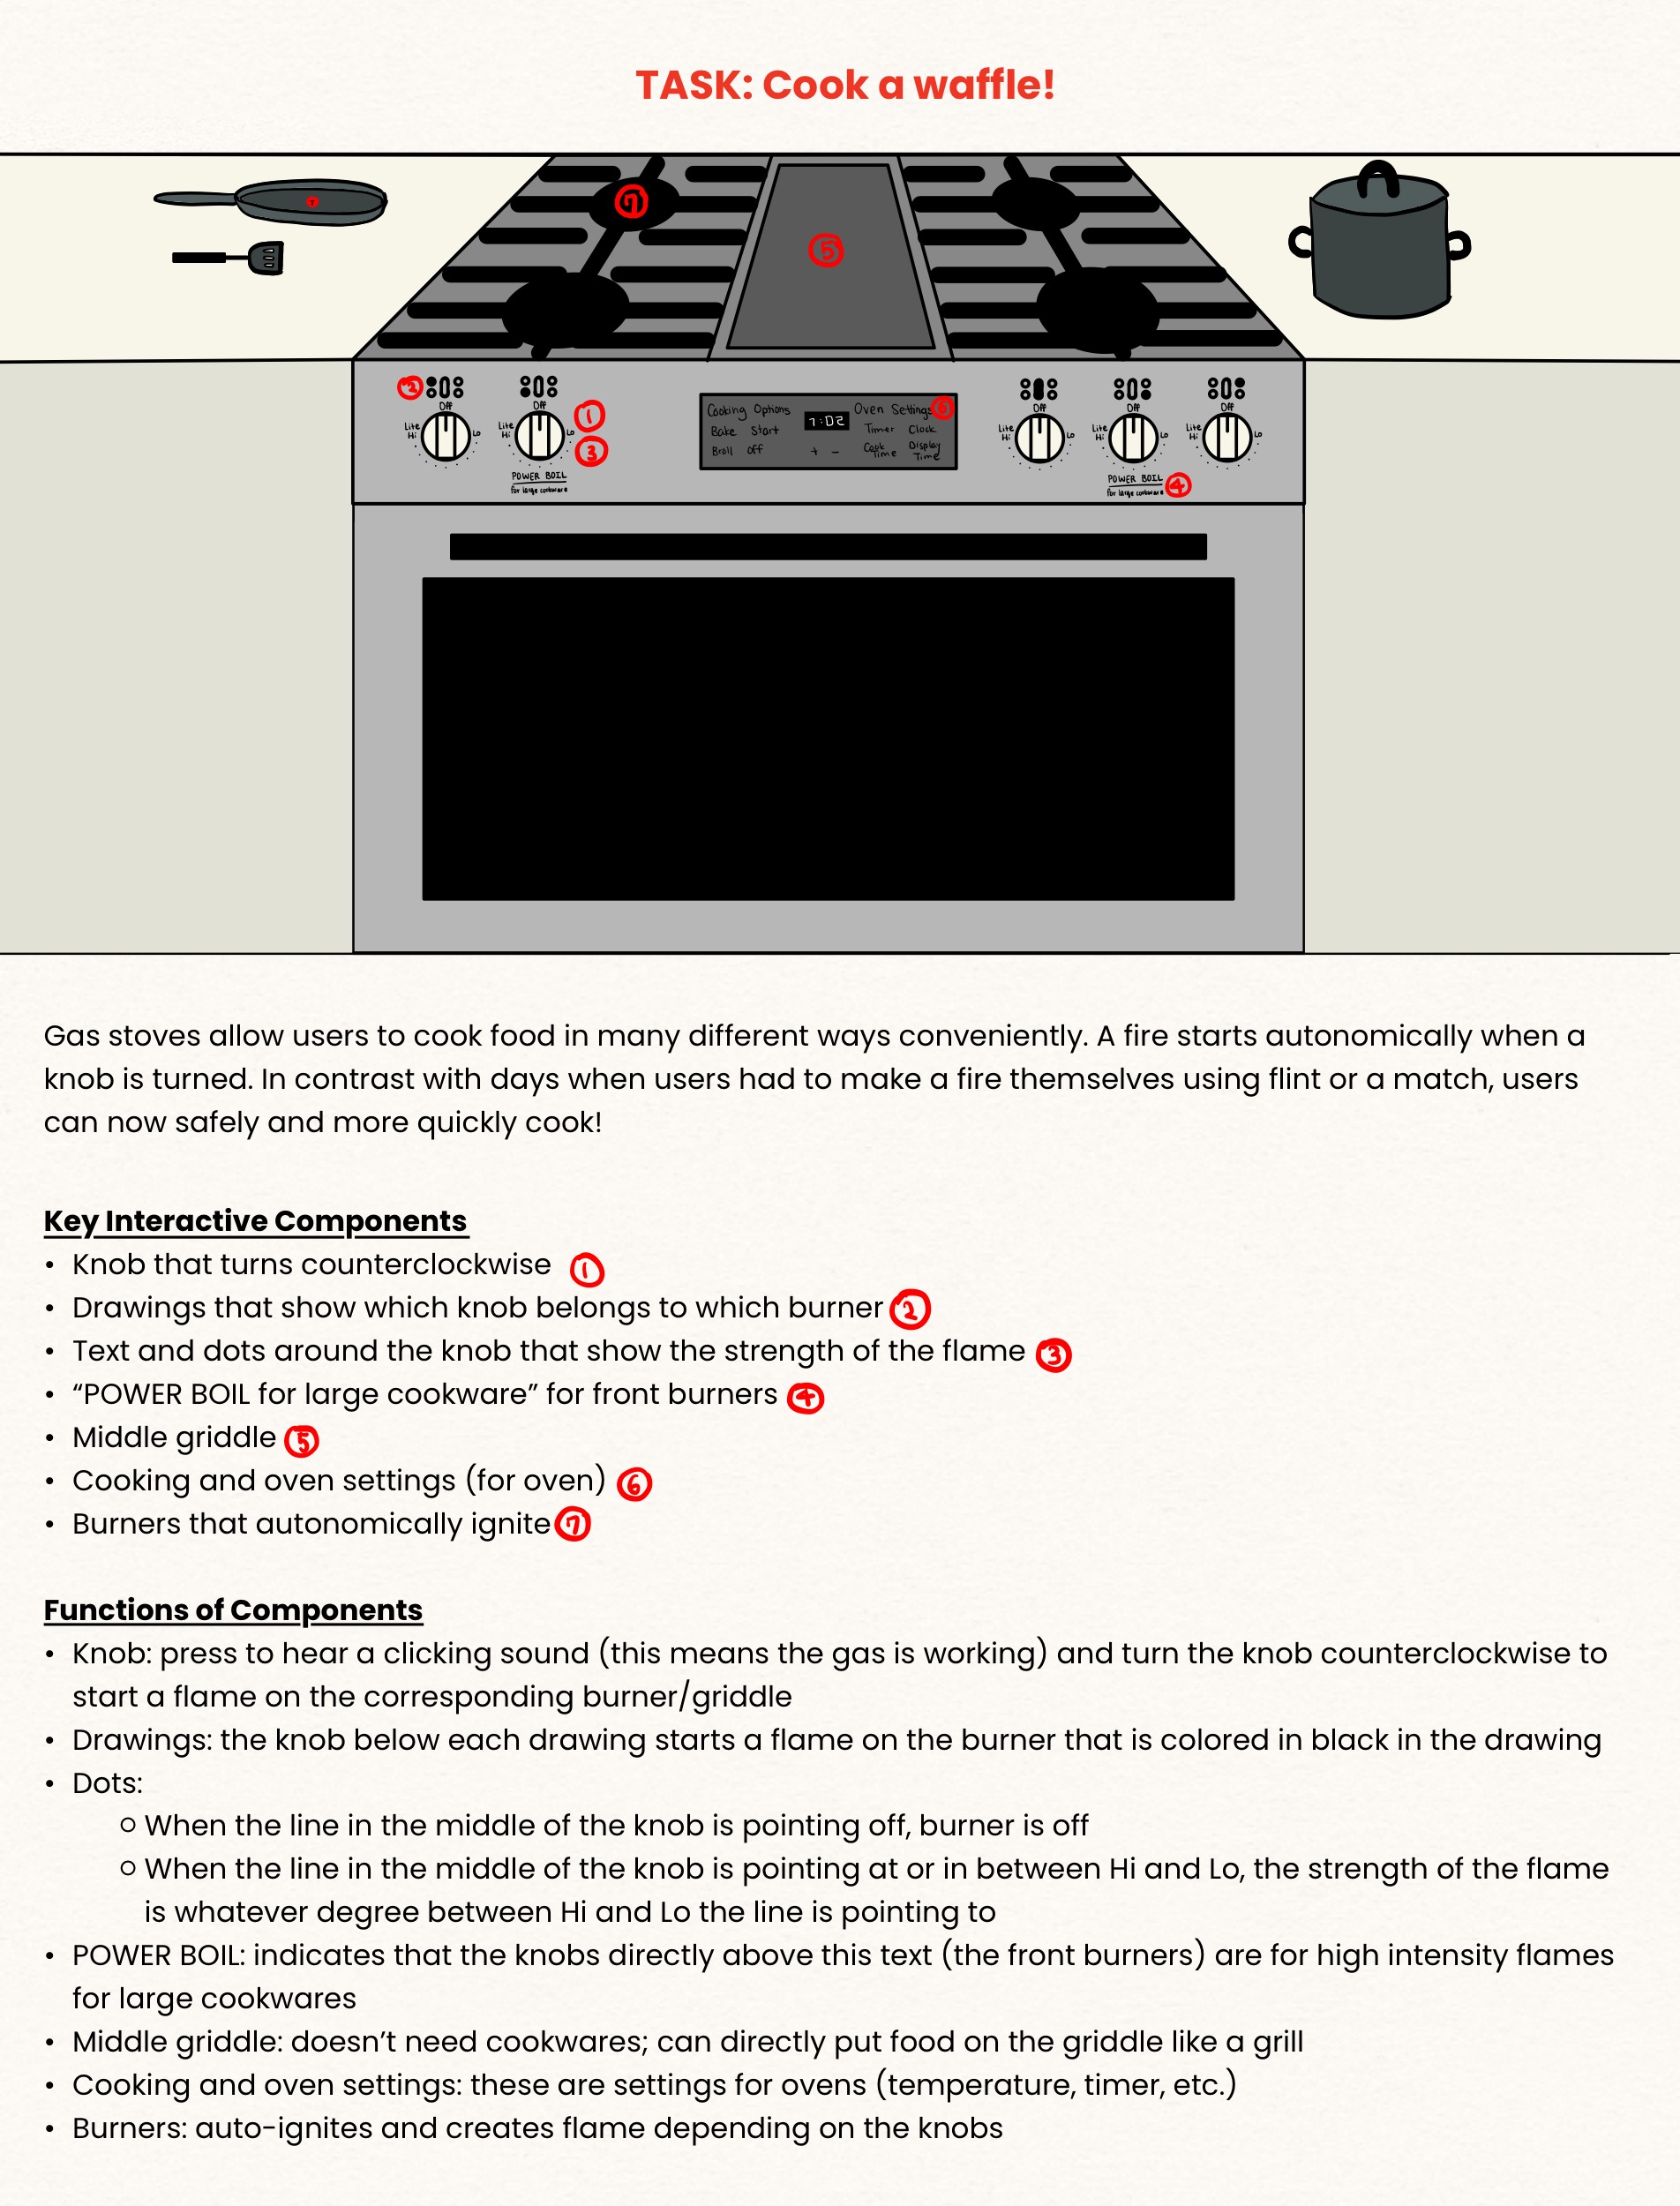 TASK: Cook a waffle!
7
5
2
Off
Lite
Hi
Lo
Off
Lite
Hi
Lo
POWER BOIL
for large cookware
1
3
Cooking Options
Bake Start
Broil Off
7:02
+ -
Oven Settings
6
Timer Clock
Cook Time
Display Time
Off
Lite
Hi
Lo
Off
Lite
Hi
Lo
POWER BOIL
for large cookware
4
Off
Lite
Hi
Lo
Gas stoves allow users to cook food in many different ways conveniently. A fire starts autonomically when a
knob is turned. In contrast with days when users had to make a fire themselves using flint or a match, users
can now safely and more quickly cook!
Key Interactive Components
• Knob that turns counterclockwise 1
• Drawings that show which knob belongs to which burner 2
• Text and dots around the knob that show the strength of the flame 3
• “POWER BOIL for large cookware” for front burners 4
• Middle griddle 5
• Cooking and oven settings (for oven) 6
• Burners that autonomically ignite 7
Functions of Components
• Knob: press to hear a clicking sound (this means the gas is working) and turn the knob counterclockwise to
start a flame on the corresponding burner/griddle
• Drawings: the knob below each drawing starts a flame on the burner that is colored in black in the drawing
• Dots:
○ When the line in the middle of the knob is pointing off, burner is off
○ When the line in the middle of the knob is pointing at or in between Hi and Lo, the strength of the flame
is whatever degree between Hi and Lo the line is pointing to
• POWER BOIL: indicates that the knobs directly above this text (the front burners) are for high intensity flames
for large cookwares
• Middle griddle: doesn’t need cookwares; can directly put food on the griddle like a grill
• Cooking and oven settings: these are settings for ovens (temperature, timer, etc.)
• Burners: auto-ignites and creates flame depending on the knobs